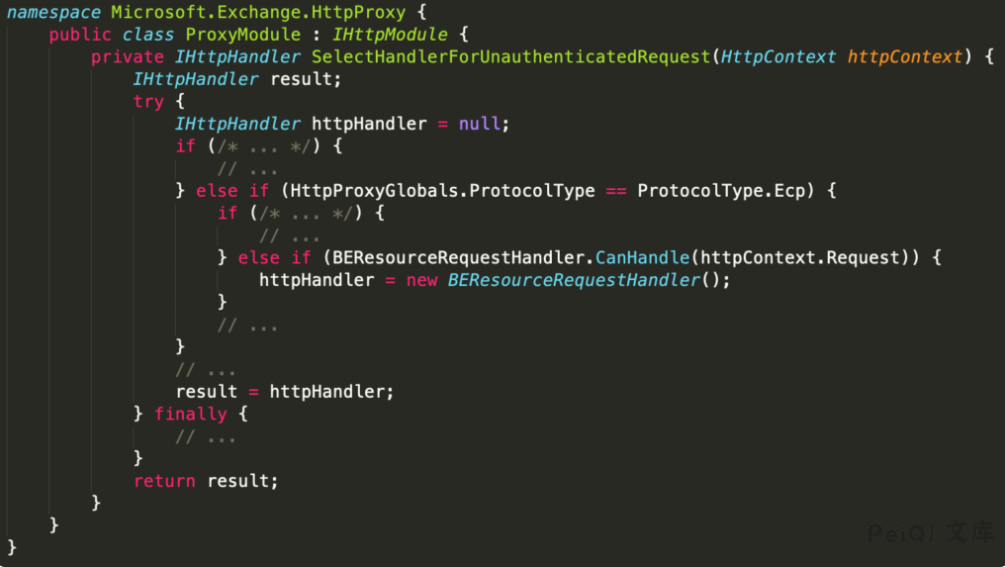 namespace Microsoft.Exchange.HttpProxy {
    public class ProxyModule : IHttpModule {
        private IHttpHandler SelectHandlerForUnauthenticatedRequest(HttpContext httpContext) {
            IHttpHandler result;
            try {
                IHttpHandler httpHandler = null;
                if (/* ... */) {
                    // ...
                } else if (HttpProxyGlobals.ProtocolType == ProtocolType.Ecp) {
                    if (/* ... */) {
                        // ...
                    } else if (BEResourceRequestHandler.CanHandle(httpContext.Request)) {
                        httpHandler = new BEResourceRequestHandler();
                    }
                    // ...
                }
                // ...
                result = httpHandler;
            } finally {
                // ...
            }
            return result;
        }
    }
}
PeiQi 文库